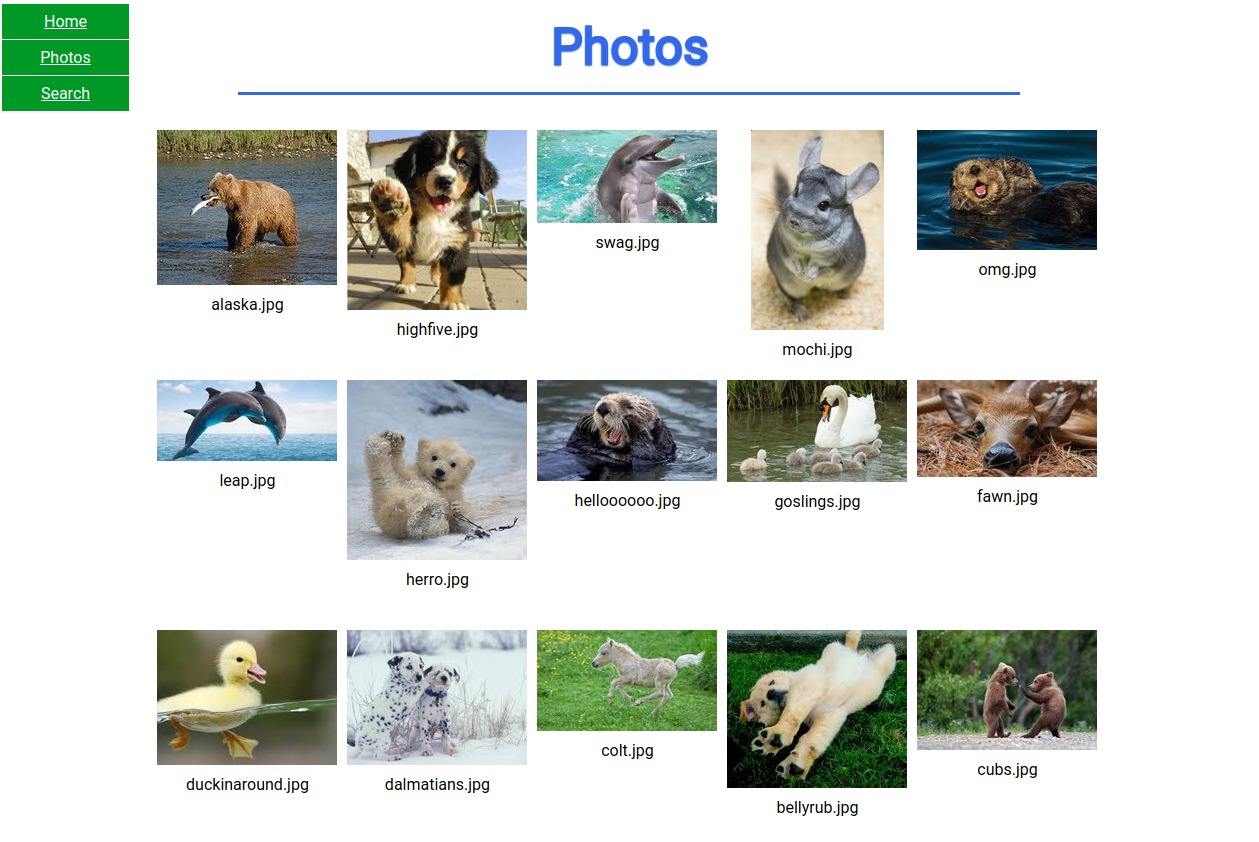 Home
Photos
Search
Photos
alaska.jpg
highfive.jpg
swag.jpg
mochi.jpg
omg.jpg
leap.jpg
herro.jpg
helloooooo.jpg
goslings.jpg
fawn.jpg
duckinaround.jpg
dalmatians.jpg
colt.jpg
bellyrub.jpg
cubs.jpg